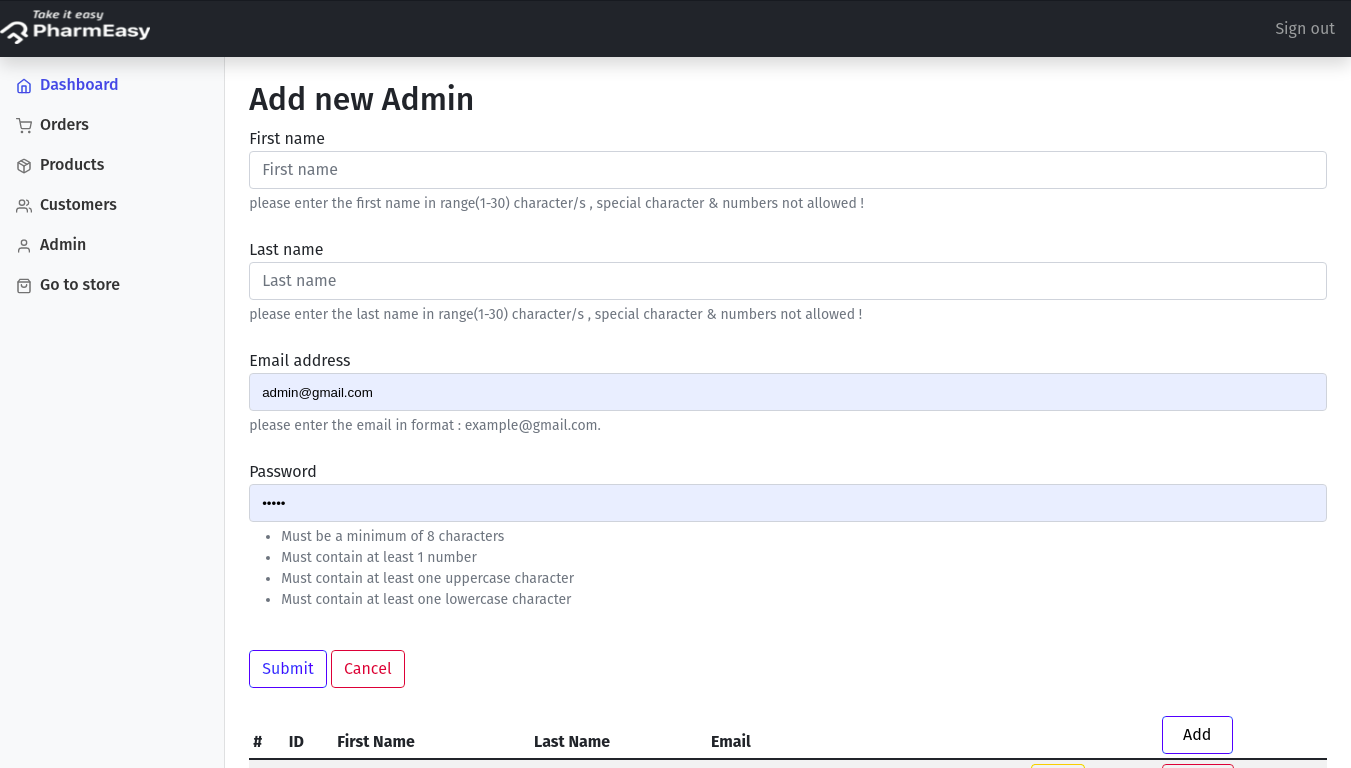 Take it easy
PharmEasy
Sign out
Dashboard
Orders
Products
Customers
Admin
Go to store
Add new Admin
First name
First name
please enter the first name in range(1-30) character/s , special character & numbers not allowed !
Last name
Last name
please enter the last name in range(1-30) character/s , special character & numbers not allowed !
Email address
admin@gmail.com
please enter the email in format : example@gmail.com.
Password
•••••
• Must be a minimum of 8 characters
• Must contain at least 1 number
• Must contain at least one uppercase character
• Must contain at least one lowercase character
Submit Cancel
# ID First Name Last Name Email Add